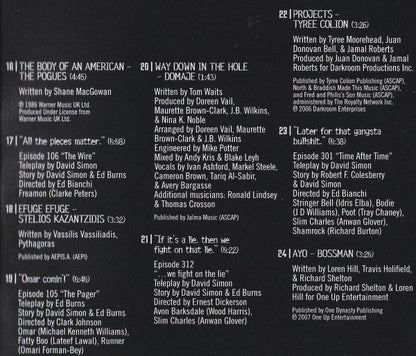 16 | THE BODY OF AN AMERICAN –
THE POGUES (4:45)
Written by Shane MacGowan
℗ 1986 Warner Music UK Ltd.
Produced Under License from
Warner Music UK Ltd.
17 | "All the pieces matter." (0:08)
Episode 106 "The Wire"
Teleplay by David Simon
Story by David Simon & Ed Burns
Directed by Ed Bianchi
Freamon (Clarke Peters)
18 | EFUGE EFUGE –
STELIOS KAZANTZIDIS (3:32)
Written by Vassilis Vassiliadis,
Pythagoras
Published by AEPIS.A. (AEPI)
19 | "Omar comin'!"
Episode 105 "The Pager"
Teleplay by Ed Burns
Story by David Simon & Ed Burns
Directed by Clark Johnson
Omar (Michael Kenneth Williams),
Fatty Boo (Lateef Lawal), Runner
(Omari Forman-Bey)
20 | WAY DOWN IN THE HOLE
– DOMAJE (1:43)
Written by Tom Waits
Produced by Doreen Vail,
Maurette Brown-Clark, J.B. Wilkins,
& Nina K. Noble
Arranged by Doreen Vail, Maurette
Brown-Clark, & J.B. Wilkins
Engineered by Mike Potter
Mixed by Andy Kris & Blake Leyh
Vocals by Ivan Ashford, Markel Steele,
Cameron Brown, Tariq Al-Sabir,
& Avery Bargasse
Additional musicians: Ronald Lindsey
& Thomas Crosson
Published by Jalma Music (ASCAP)
21 | "If it's a lie, then we
fight on that lie. (0:22)
Episode 312
"...we fight on the lie"
Teleplay by David Simon
Story by David Simon & Ed Burns
Directed by Ernest Dickerson
Avon Barksdale (Wood Harris),
Slim Charles (Anwan Glover)
22 | PROJECTS –
TYREE COLION (3:26)
Written by Tyree Moorehead, Juan
Donovan Bell, & Jamal Roberts
Produced by Juan Donovan & Jamal
Roberts for Darkroom Productions Inc.
Published by Tyree Colion Publishing (ASCAP),
North & Braddish Made This Music (ASCAP),
and Fred and Philis's Son Music (ASCAP),
administered by The Royalty Network Inc.
℗ 2006 Darkroom Enterprises
23 | "Later for that gangsta
bullshit." (0:38)
Episode 301 "Time After Time"
Teleplay by David Simon
Story by Robert F. Colesberry
& David Simon
Directed by Ed Bianchi
Stringer Bell (Idris Elba), Bodie
(J D Williams), Poot (Tray Chaney),
Slim Charles (Anwan Glover),
Shamrock (Richard Burton)
24 | AYO – BOSSMAN
Written by Loren Hill, Travis Holifield,
& Richard Shelton
Produced by Richard Shelton & Loren
Hill for One Up Entertainment
Published by One Dynasty Publishing
℗ 2007 One Up Entertainment